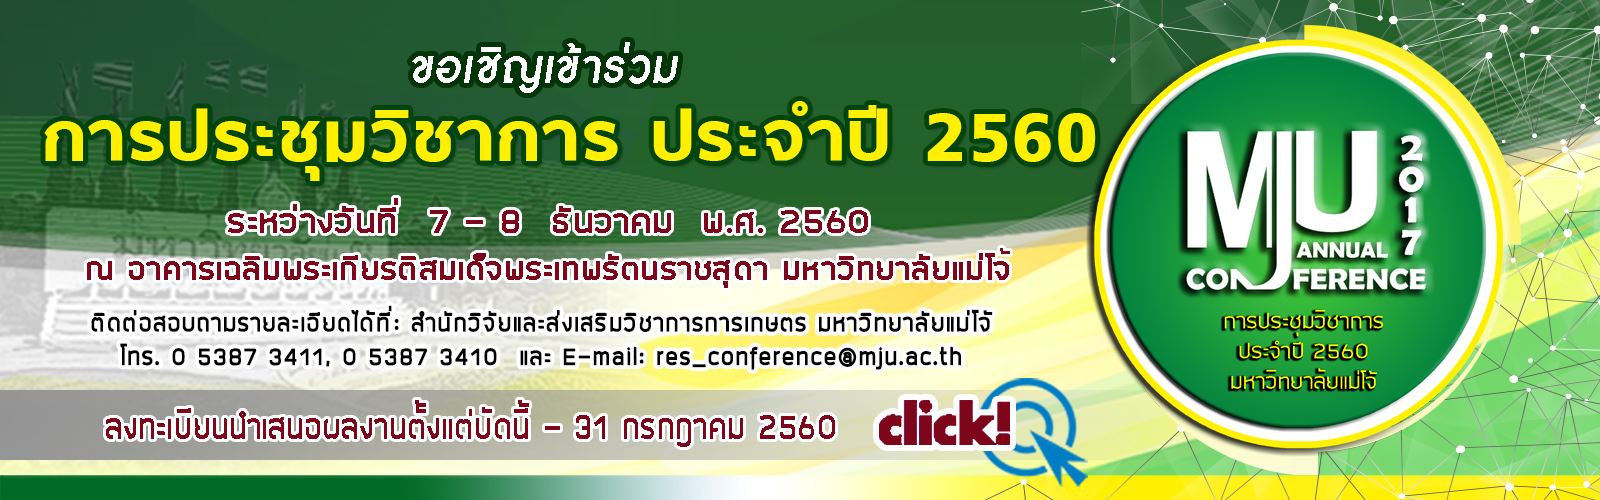 ขอเชิญเข้าร่วม
การประชุมวิชาการ ประจำปี 2560
ระหว่างวันที่ 7 - 8 ธันวาคม พ.ศ. 2560
ณ อาคารเฉลิมพระเกียรติสมเด็จพระเทพรัตนราชสุดา มหาวิทยาลัยแม่โจ้
ติดต่อสอบถามรายละเอียดได้ที่: สำนักวิจัยและส่งเสริมวิชาการการเกษตร มหาวิทยาลัยแม่โจ้
โทร. 0 5387 3411, 0 5387 3410 และ E-mail: res_conference@mju.ac.th
ลงทะเบียนนำเสนอผลงานตั้งแต่บัดนี้ - 31 กรกฎาคม 2560
click!
MJU 2017
ANNUAL
CONFERENCE
การประชุมวิชาการ
ประจำปี 2560
มหาวิทยาลัยแม่โจ้